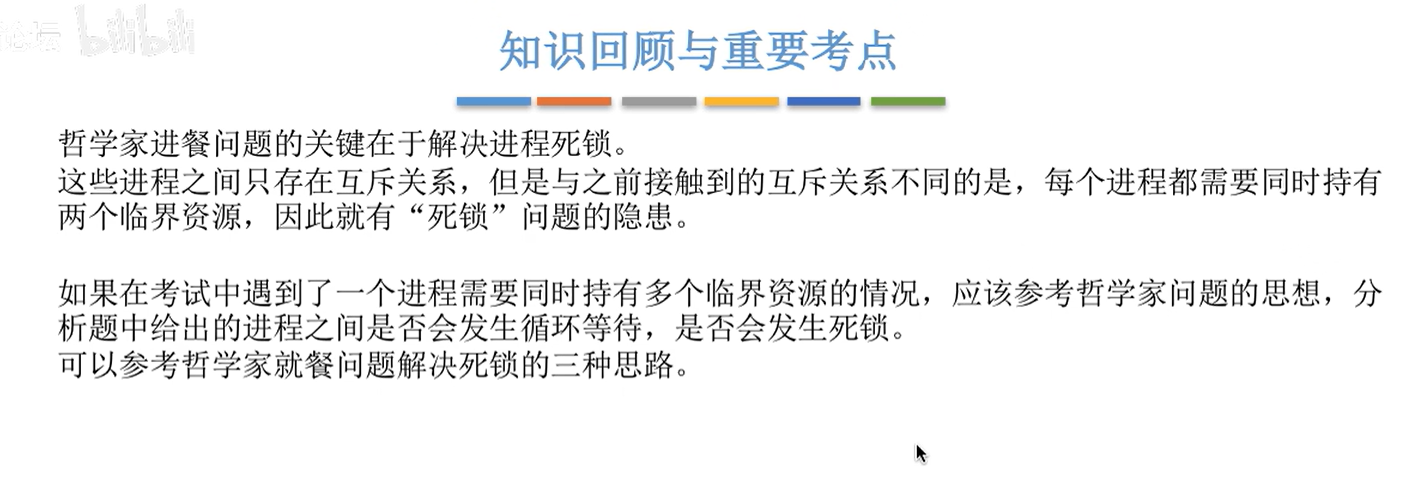 论坛 bilibili
知识回顾与重要考点
哲学家进餐问题的关键在于解决进程死锁。
这些进程之间只存在互斥关系，但是与之前接触到的互斥关系不同的是，每个进程都需要同时持有
两个临界资源，因此就有“死锁”问题的隐患。
如果在考试中遇到了一个进程需要同时持有多个临界资源的情况，应该参考哲学家问题的思想，分
析题中给出的进程之间是否会发生循环等待，是否会发生死锁。
可以参考哲学家就餐问题解决死锁的三种思路。